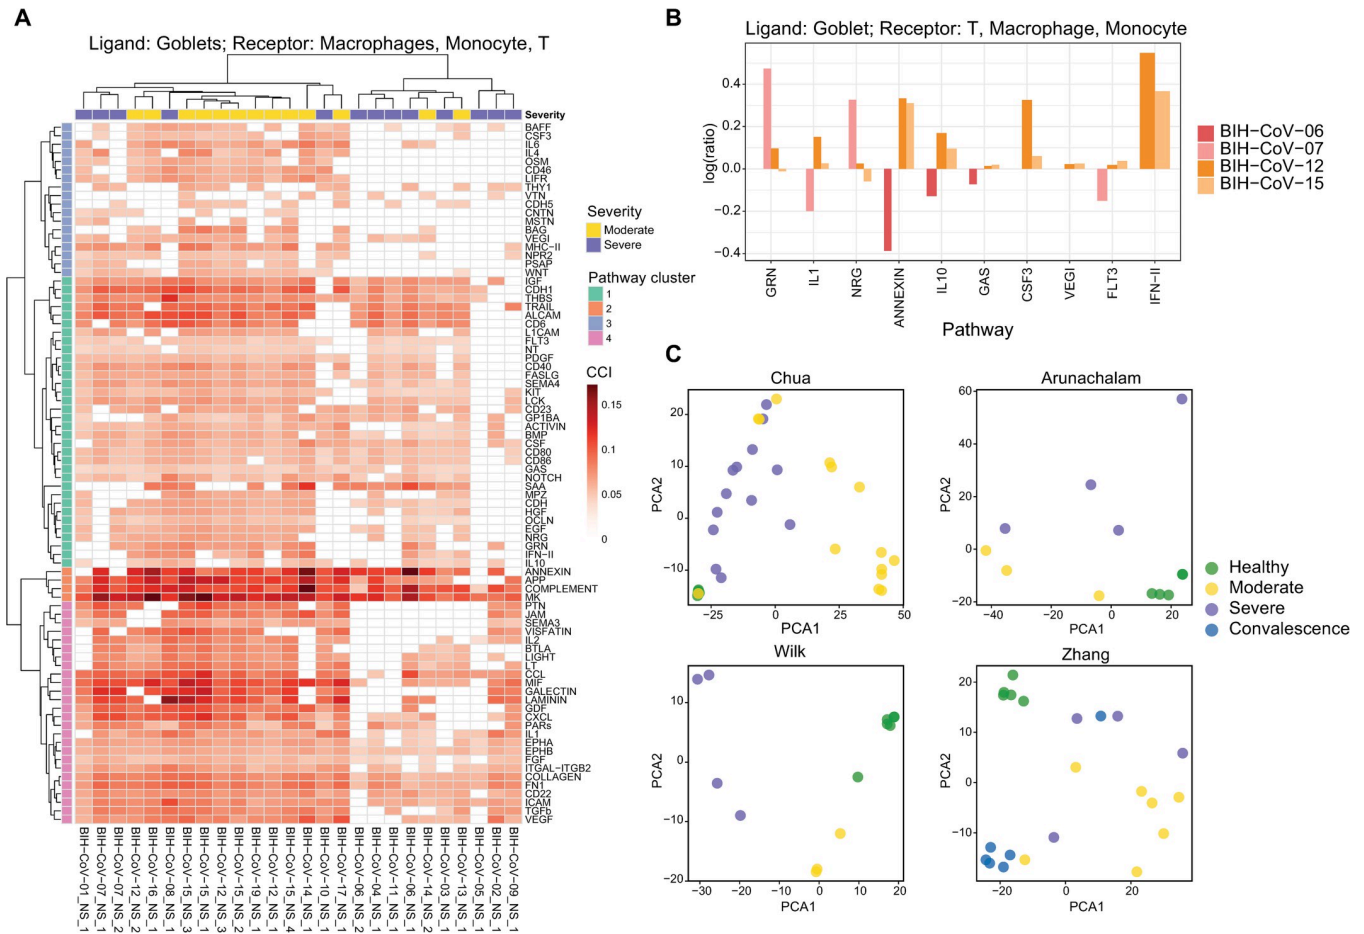 A
Ligand: Goblets; Receptor: Macrophages, Monocyte, T
Severity
BAFF
CSF3
IL6
IL4
OSM
CD46
LIFR
THY1
VTN
CDH5
CNTN
MSTN
BAG
VEGI
MHC−II
NPR2
PSAP
WNT
IGF
CDH1
THBS
TRAIL
ALCAM
CD6
L1CAM
FLT3
NT
PDGF
CD40
FASLG
SEMA4
KIT
LCK
CD23
GP1BA
ACTIVIN
BMP
CSF
CD80
CD86
GAS
NOTCH
SAA
MPZ
CDH
HGF
OCLN
EGF
NRG
GRN
IFN−II
IL10
ANNEXIN
APP
COMPLEMENT
MK
PTN
JAM
SEMA3
VISFATIN
IL2
BTLA
LIGHT
LT
CCL
MIF
GALECTIN
LAMININ
GDF
CXCL
PARs
IL1
EPHA
EPHB
FGF
ITGAL−ITGB2
COLLAGEN
FN1
CD22
ICAM
TGFb
VEGF
BIH−CoV−01_NS_1
BIH−CoV−07_NS_1
BIH−CoV−07_NS_2
BIH−CoV−12_NS_2
BIH−CoV−16_NS_1
BIH−CoV−08_NS_1
BIH−CoV−15_NS_3
BIH−CoV−15_NS_1
BIH−CoV−12_NS_3
BIH−CoV−15_NS_2
BIH−CoV−19_NS_1
BIH−CoV−12_NS_1
BIH−CoV−15_NS_4
BIH−CoV−14_NS_1
BIH−CoV−10_NS_1
BIH−CoV−17_NS_1
BIH−CoV−06_NS_2
BIH−CoV−04_NS_1
BIH−CoV−11_NS_1
BIH−CoV−06_NS_1
BIH−CoV−14_NS_2
BIH−CoV−03_NS_1
BIH−CoV−13_NS_1
BIH−CoV−05_NS_1
BIH−CoV−02_NS_1
BIH−CoV−09_NS_1
Severity
Moderate
Severe
Pathway cluster
1
2
3
4
CCI
0.15
0.1
0.05
0
B
Ligand: Goblet; Receptor: T, Macrophage, Monocyte
log(ratio)
0.4
0.2
0.0
−0.2
−0.4
GRN
IL1
NRG
ANNEXIN
IL10
GAS
CSF3
VEGI
FLT3
IFN−II
Pathway
BIH−CoV−06
BIH−CoV−07
BIH−CoV−12
BIH−CoV−15
C
Chua
PCA2
20
10
0
−10
−25
0
25
50
PCA1
Arunachalam
PCA2
60
40
20
0
−20
−40
−20
0
20
PCA1
Wilk
PCA2
10
0
−10
−20
−30
−20
−10
0
10
20
PCA1
Zhang
PCA2
20
10
0
−10
−20
0
20
PCA1
Healthy
Moderate
Severe
Convalescence